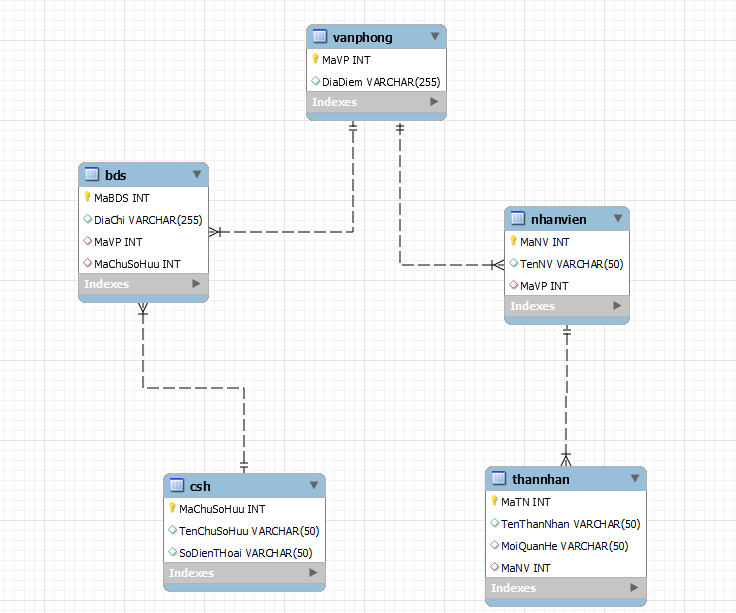 vanphong
MaVP INT
DiaDiem VARCHAR(255)
Indexes
bds
MaBDS INT
DiaChi VARCHAR(255)
MaVP INT
MaChuSoHuu INT
Indexes
nhanvien
MaNV INT
TenNV VARCHAR(50)
MaVP INT
Indexes
csh
MaChuSoHuu INT
TenChuSoHuu VARCHAR(50)
SoDienTHoai VARCHAR(50)
Indexes
thannhan
MaTN INT
TenThanNhan VARCHAR(50)
MoiQuanHe VARCHAR(50)
MaNV INT
Indexes